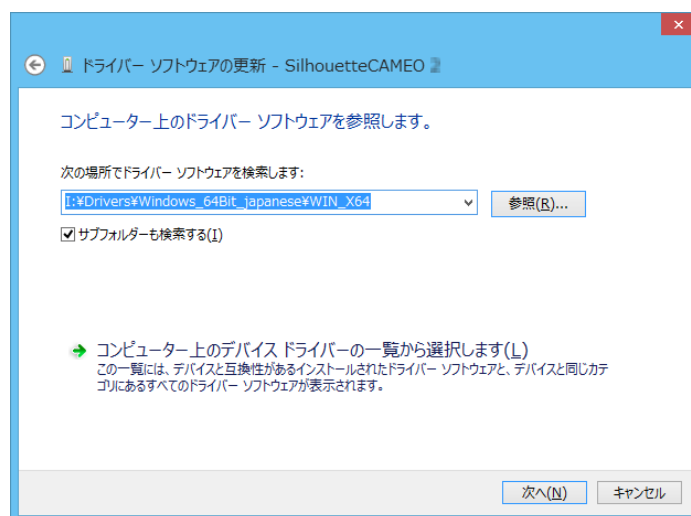 ドライバー ソフトウェアの更新 - SilhouetteCAMEO 2
コンピューター上のドライバー ソフトウェアを参照します。
次の場所でドライバー ソフトウェアを検索します:
I:¥Drivers¥Windows_64Bit_japanese¥WIN_X64
参照(R)...
サブフォルダーも検索する(I)
コンピューター上のデバイス ドライバーの一覧から選択します(L)
この一覧には、デバイスと互換性があるインストールされたドライバー ソフトウェアと、デバイスと同じカテ
ゴリにあるすべてのドライバー ソフトウェアが表示されます。
次へ(N)
キャンセル